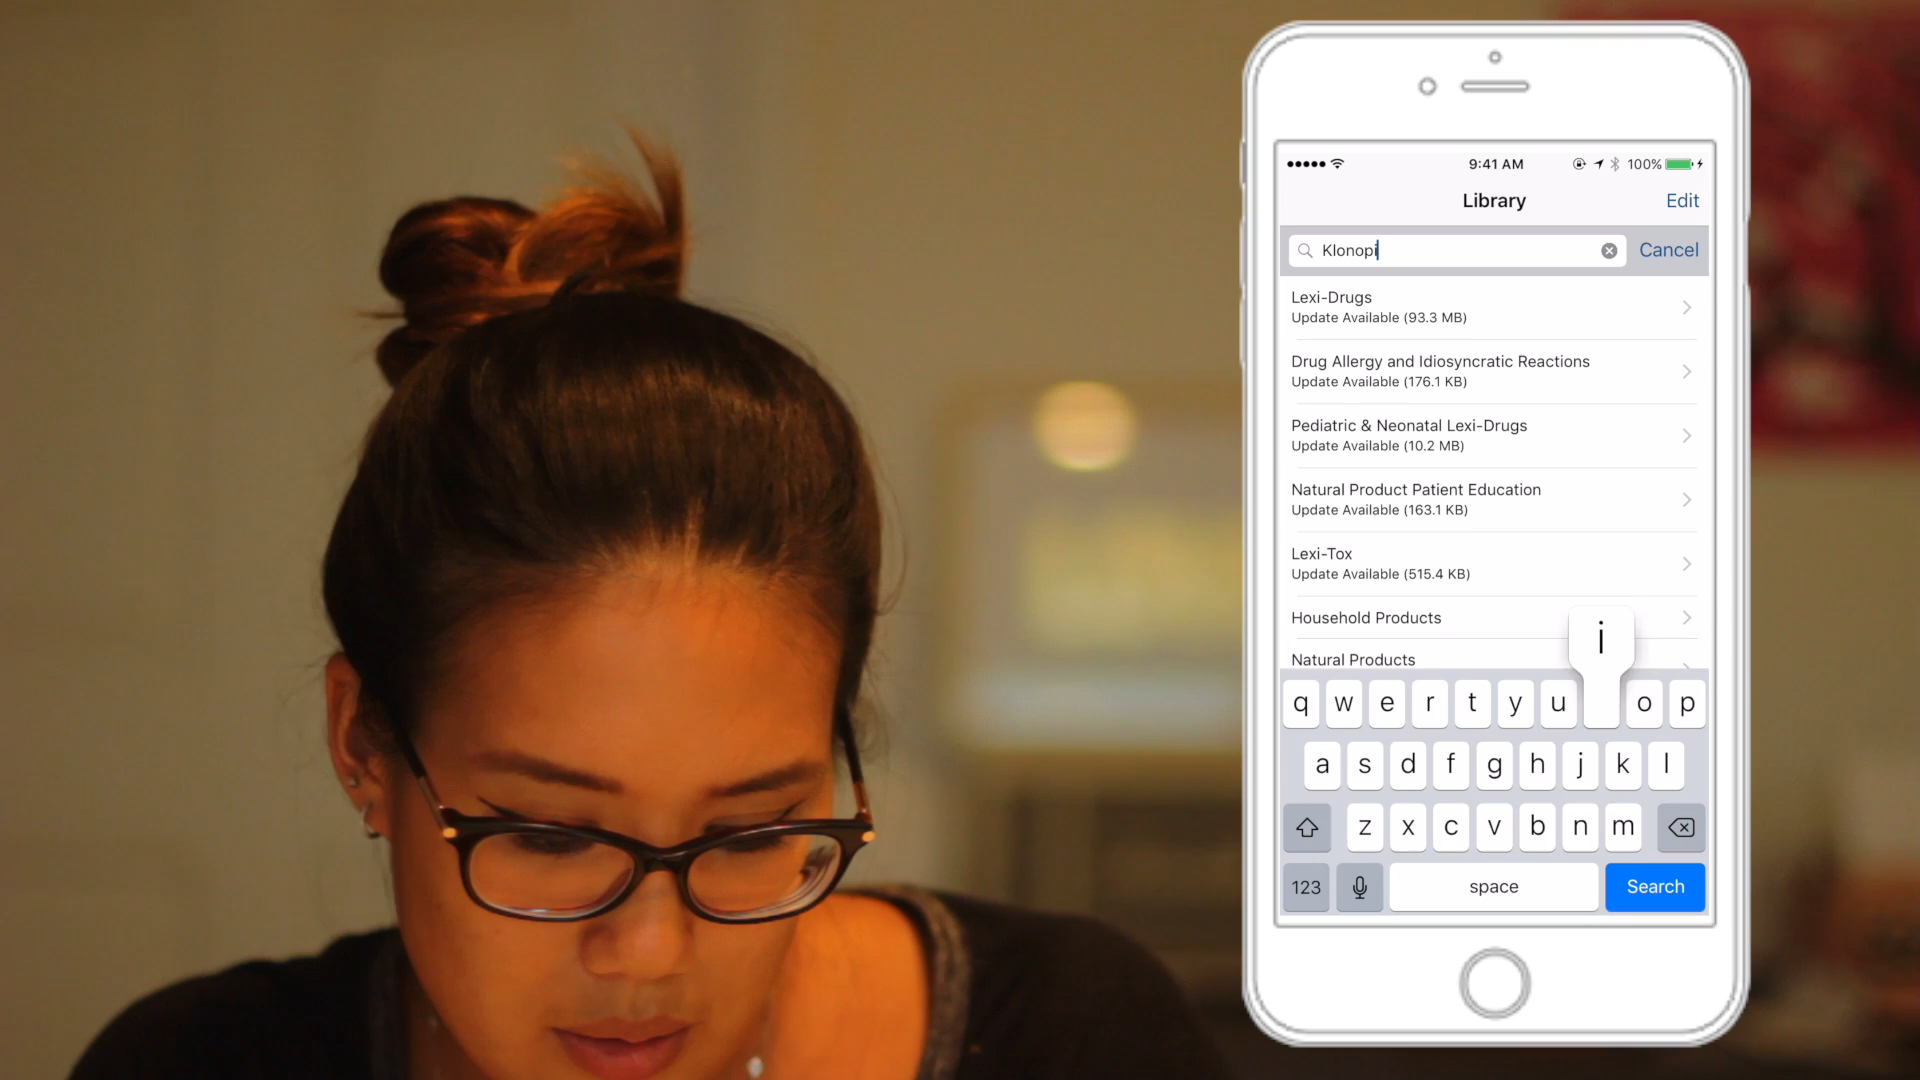 9:41 AM 100%
Library Edit
Klonopi Cancel
Lexi-Drugs
Update Available (93.3 MB)
Drug Allergy and Idiosyncratic Reactions
Update Available (176.1 KB)
Pediatric & Neonatal Lexi-Drugs
Update Available (10.2 MB)
Natural Product Patient Education
Update Available (163.1 KB)
Lexi-Tox
Update Available (515.4 KB)
Household Products
Natural Products
i
q w e r t y u o p
a s d f g h j k l
z x c v b n m
123 space Search